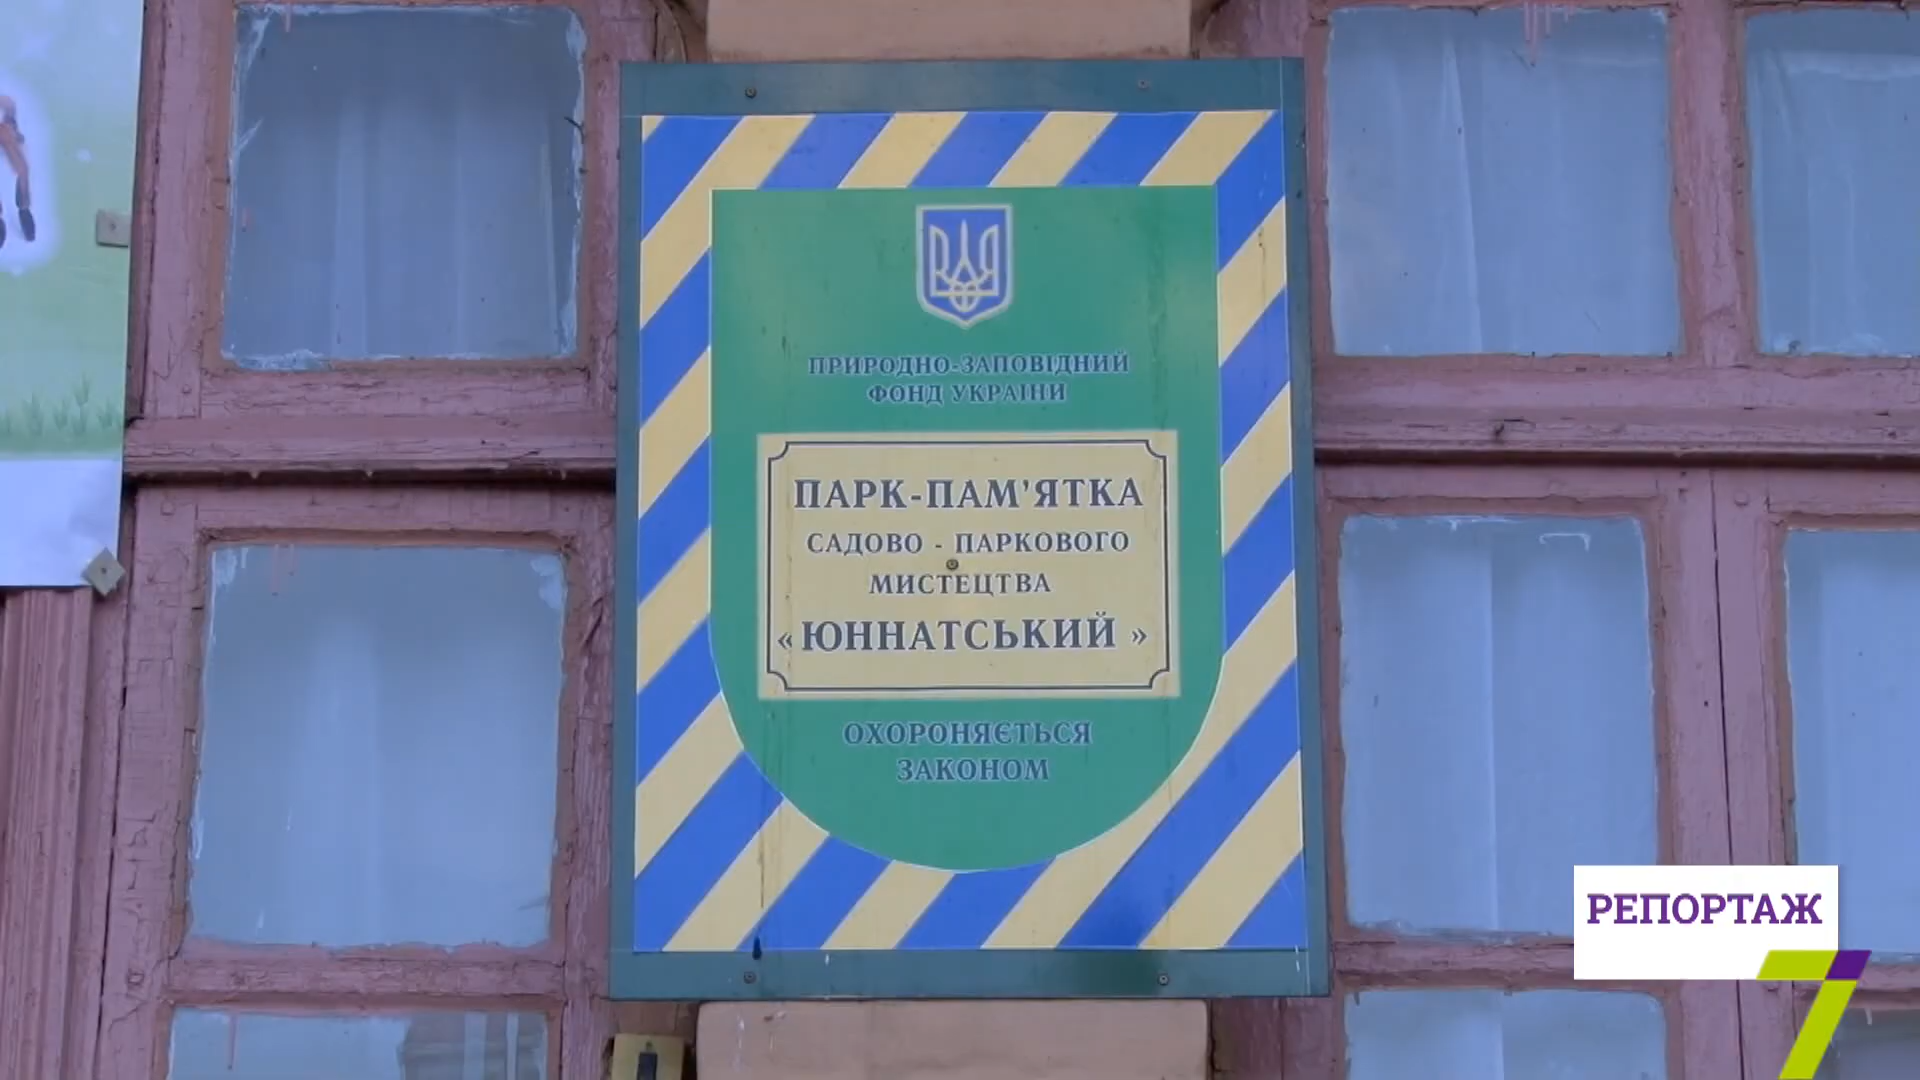 ПРИРОДНО-ЗАПОВІДНИЙ
ФОНД УКРАЇНИ
ПАРК-ПАМ'ЯТКА
САДОВО - ПАРКОВОГО
МИСТЕЦТВА
«ЮННАТСЬКИЙ »
ОХОРОНЯЄТЬСЯ
ЗАКОНОМ
РЕПОРТАЖ
7